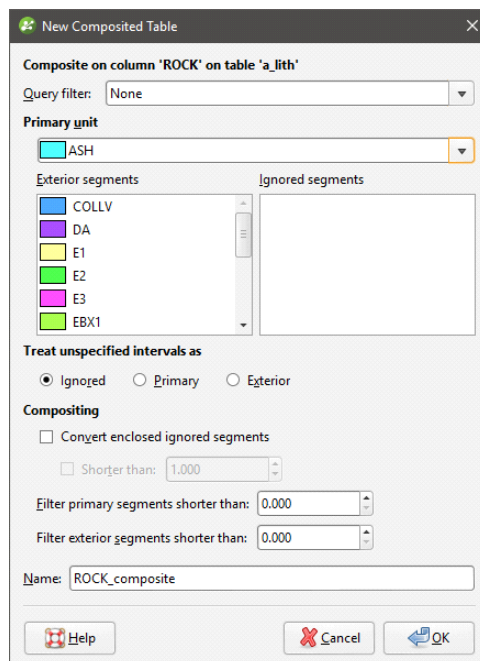 New Composited Table
Composite on column 'ROCK' on table 'a_lith'
Query filter: None
Primary unit
ASH
Exterior segments Ignored segments
COLLV
DA
E1
E2
E3
EBX1
Treat unspecified intervals as
Ignored Primary Exterior
Compositing
Convert enclosed ignored segments
Shorter than: 1.000
Filter primary segments shorter than: 0.000
Filter exterior segments shorter than: 0.000
Name: ROCK_composite
Help Cancel OK